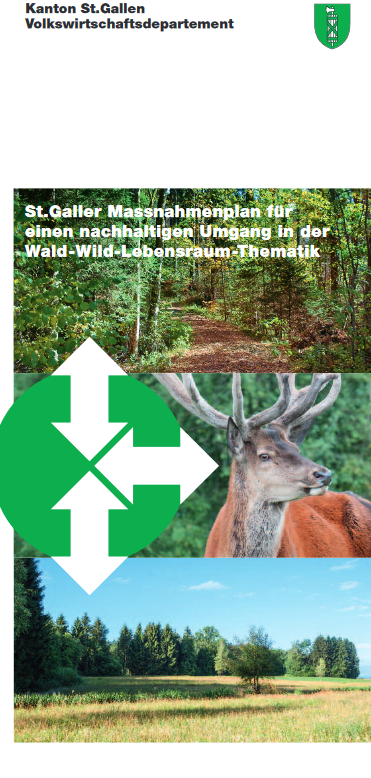 Kanton St.Gallen
Volkswirtschaftsdepartement
St.Galler Massnahmenplan für
einen nachhaltigen Umgang in der
Wald-Wild-Lebensraum-Thematik